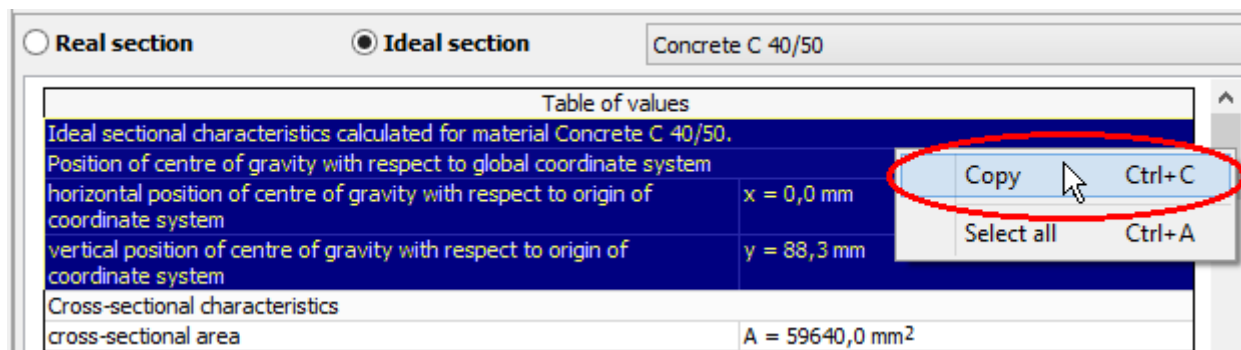 Real section Ideal section Concrete C 40/50
Table of values
Ideal sectional characteristics calculated for material Concrete C 40/50.
Position of centre of gravity with respect to global coordinate system
Copy Ctrl+C
horizontal position of centre of gravity with respect to origin of x = 0,0 mm
coordinate system
Select all Ctrl+A
vertical position of centre of gravity with respect to origin of y = 88,3 mm
coordinate system
Cross-sectional characteristics
cross-sectional area A = 59640,0 mm2